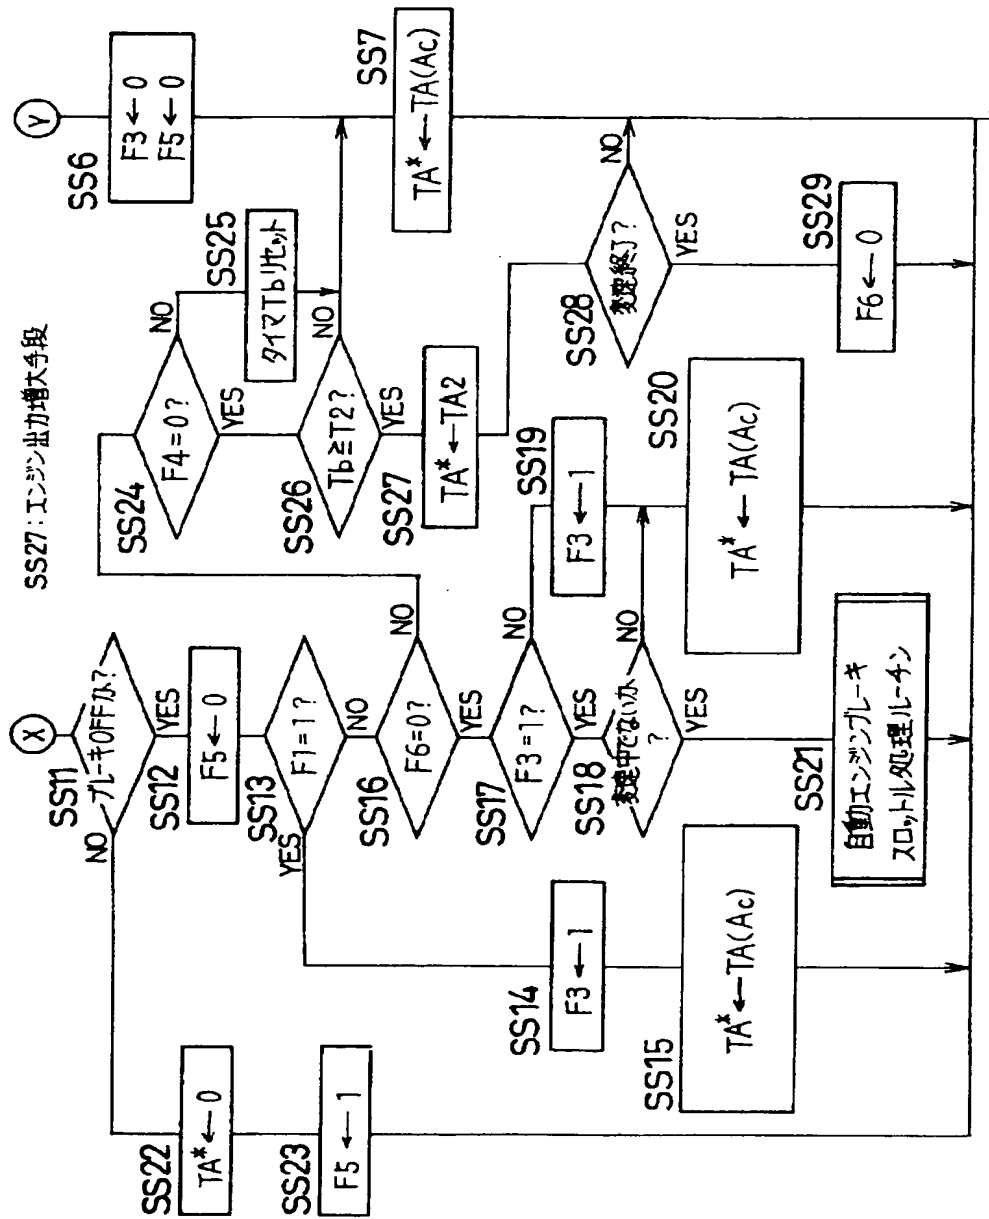 SS27:エンジン出力増大手段
X
SS11
ブレーキOFFか?
NO
YES
SS22
TA*←0
SS23
F5←1
SS12
F5←0
SS13
F1=1?
YES
NO
SS14
F3←1
SS15
TA*←TA(Ac)
SS16
F6=0?
NO
YES
SS17
F3=1?
NO
YES
SS18
変速中でないか
?
NO
YES
SS19
F3←1
SS20
TA*←TA(Ac)
SS21
自動エンジンブレーキ
スロットル処理ルーチン
SS24
F4=0?
NO
YES
SS25
タイマTbリセット
SS26
Tb≧T2?
NO
YES
SS27
TA*←TA2
SS28
変速終了?
NO
YES
SS29
F6←0
Y
SS6
F3←0
F5←0
SS7
TA*←TA(Ac)